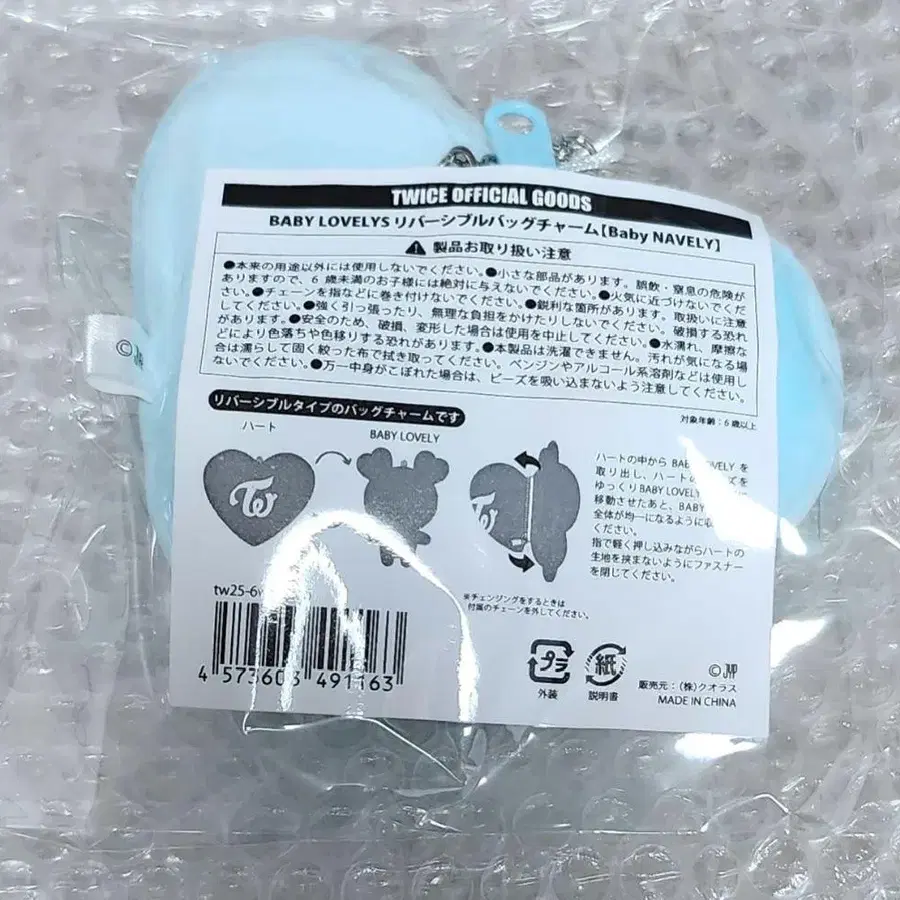 TWICE OFFICIAL GOODS
BABY LOVELYS リバーシブルバッグチャーム【Baby NAVELY】
製品お取り扱い注意
●本来の用途以外には使用しないでください。●小さな部品があります。誤飲・窒息の危険が
ありますので、6歳未満のお子様には絶対に与えないでください。●火気に近づけないでくださ
い。●チェーンを指などに巻き付けないでください。●鋭利な箇所があります。取扱いに注意
してください。●強く引っ張ったり、無理な負担をかけたりしないでください。破損する恐れ
があります。●安全のため、破損、変形した場合は使用を中止してください。●水濡れ、摩擦な
どにより色落ちや色移りする恐れがあります。●本製品は洗濯できません。汚れが気になる場
合は濡らして固く絞った布で拭き取ってください。ベンジンやアルコール系溶剤などは使用し
ないでください。●万一中身がこぼれた場合は、ビーズを吸い込まないよう注意してください。
対象年齢:6歳以上
リバーシブルタイプのバッグチャームです
ハート
BABY LOVELY
ハートの中から BABY LOVELY を
取り出し、ハートの
ズを
ゆっくりBABY LOVELY
移動させたあと、BABY
全体が均一になるように
ください。
指で軽く押し込みながらハートの
生地を挟まないようにファスナー
を閉じてください。
※チェンジングをするときは
付属のチェーンを外してください。
tw25-6
4 573603 491163
プラ
外装
紙
説明書
©JYP
販売元:(株)クオラス
MADE IN CHINA
©JYP